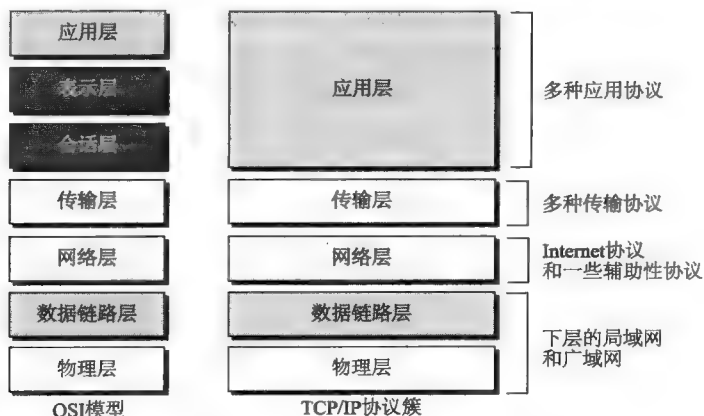 应用层
表示层
会话层
传输层
网络层
数据链路层
物理层
OSI模型
应用层
传输层
网络层
数据链路层
物理层
TCP/IP协议簇
多种应用协议
多种传输协议
Internet协议
和一些辅助性协议
下层的局域网
和广域网